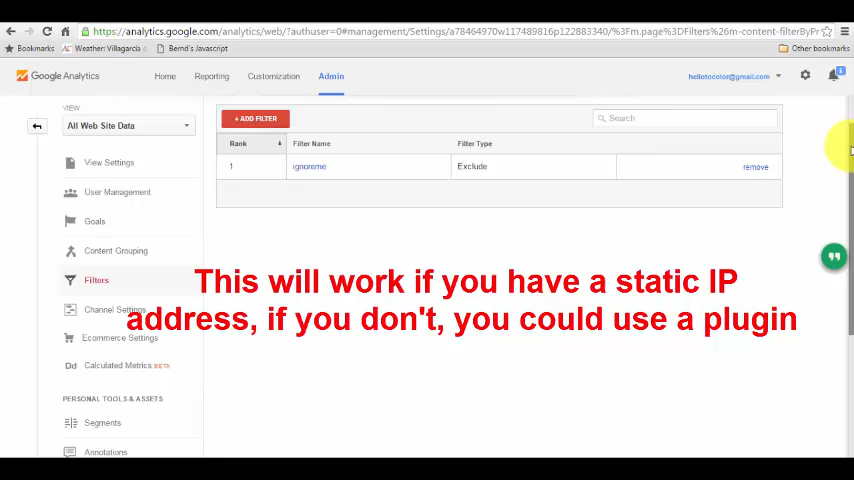 https://analytics.google.com/analytics/web/?authuser=0#management/Settings/a78464970w117489816p122883340/%3Fm.page%3DFilters%26m-content-filterByPr
Bookmarks
Weather: Villagarcia
Bernd's Javascript
Other bookmarks
Google Analytics
Home
Reporting
Customization
Admin
hellotocolor@gmail.com
1
VIEW
All Web Site Data
+ ADD FILTER
Search
Rank
Filter Name
Filter Type
1
ignoreme
Exclude
remove
View Settings
User Management
Goals
Content Grouping
Filters
Channel Settings
Ecommerce Settings
Dd Calculated Metrics BETA
PERSONAL TOOLS & ASSETS
Segments
Annotations
This will work if you have a static IP
address, if you don't, you could use a plugin